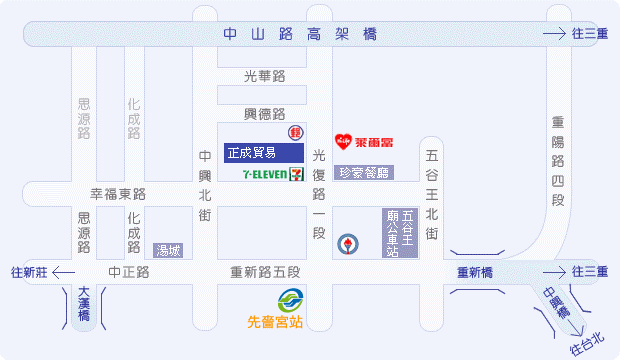 中山路高架橋
往三重
光華路
思源路
化成路
興德路
重陽路四段
郵
正成貿易
萊爾富
中興北街
光復路一段
五谷王北街
7-ELEVEN
珍豪餐廳
幸福東路
思源路
化成路
五谷王廟公車站
湯城
往新莊
中正路
重新路五段
重新橋
往三重
大漢橋
中興橋
先嗇宮站
往台北